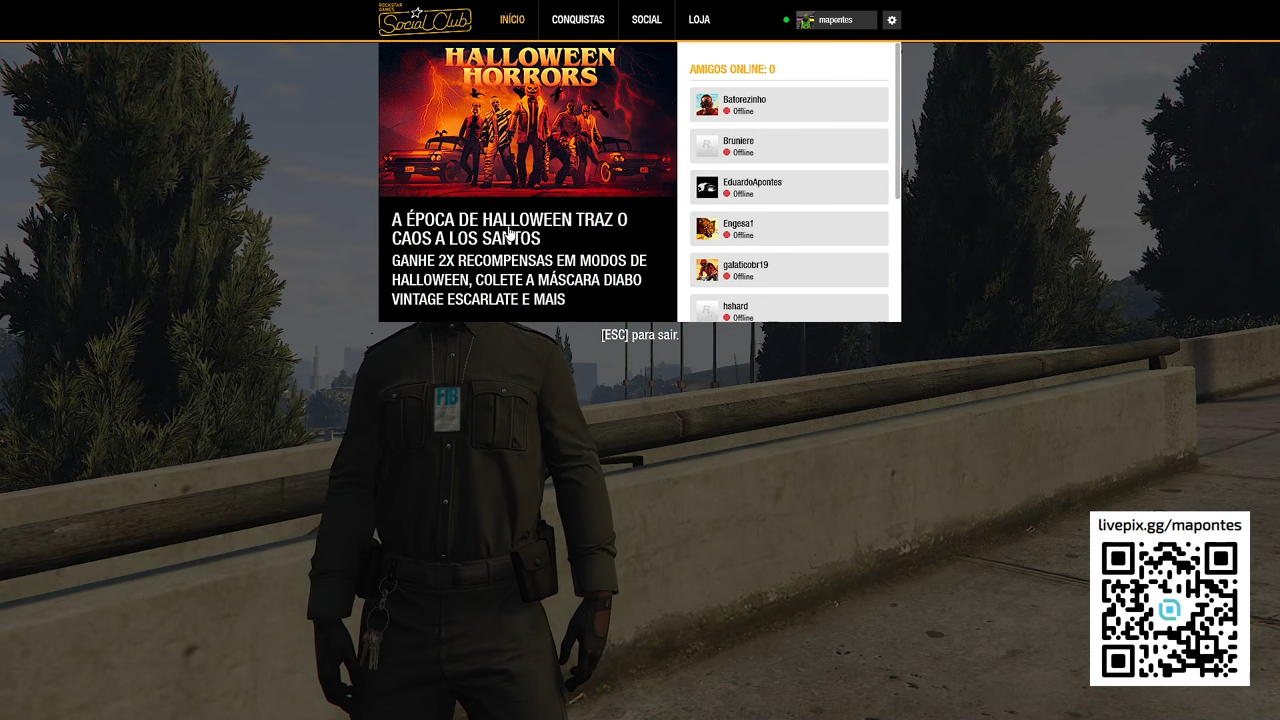 ROCKSTAR
GAMES
Social Club
INÍCIO
CONQUISTAS
SOCIAL
LOJA
mapontes
HALLOWEEN
HORRORS
A ÉPOCA DE HALLOWEEN TRAZ O
CAOS A LOS SANTOS
GANHE 2X RECOMPENSAS EM MODOS DE
HALLOWEEN, COLETE A MÁSCARA DIABO
VINTAGE ESCARLATE E MAIS
AMIGOS ONLINE: 0
Batorezinho
Offline
Bruniere
Offline
EduardoApontes
Offline
Engesa1
Offline
galaticobr19
Offline
hshard
Offline
[ESC] para sair.
FIB
livepix.gg/mapontes